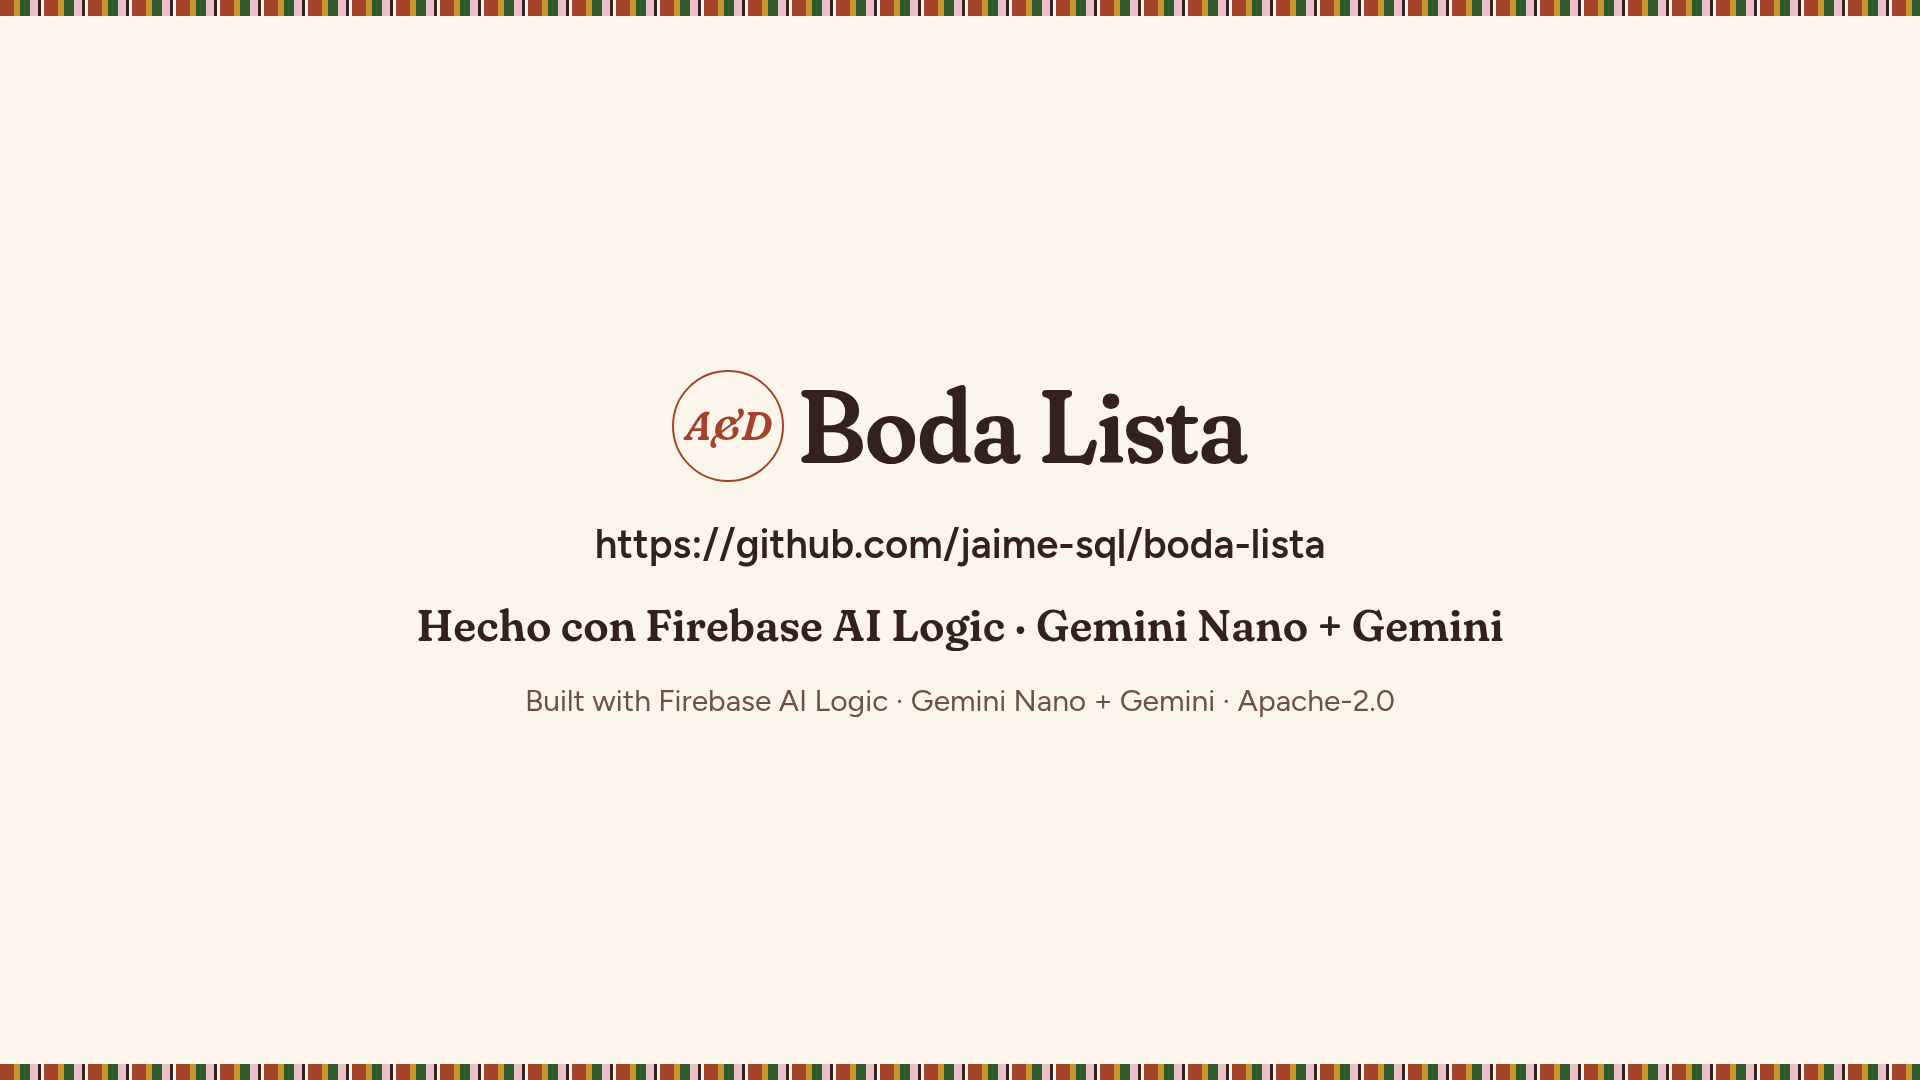 A&D Boda Lista
https://github.com/jaime-sql/boda-lista
Hecho con Firebase AI Logic · Gemini Nano + Gemini
Built with Firebase AI Logic · Gemini Nano + Gemini · Apache-2.0